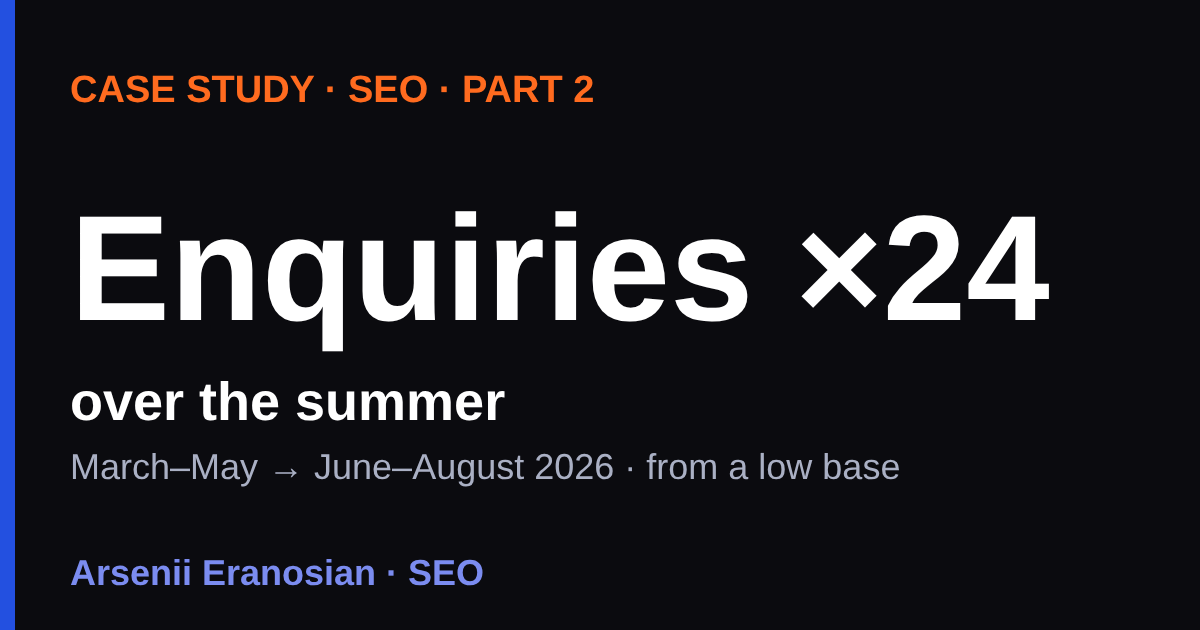 CASE STUDY · SEO · PART 2
Enquiries ×24
over the summer
March–May → June–August 2026 · from a low base
Arsenii Eranosian · SEO